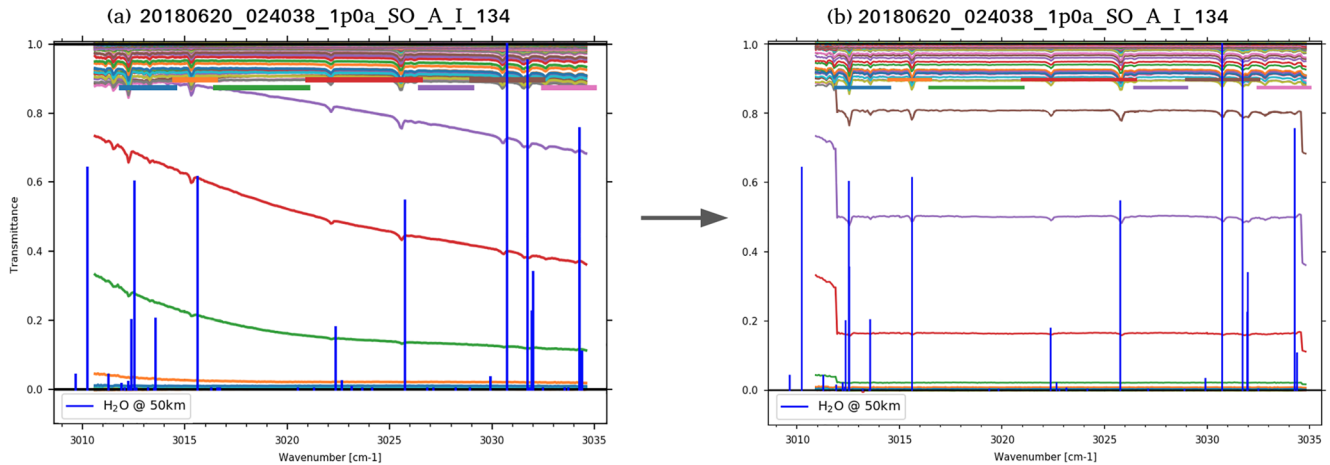 (a) 20180620_024038_1p0a_SO_A_I_134
1.0
0.8
0.6
0.4
0.2
0.0
Transmittance
H₂O @ 50km
3010 3015 3020 3025 3030 3035
Wavenumber [cm-1]
(b) 20180620_024038_1p0a_SO_A_I_134
1.0
0.8
0.6
0.4
0.2
0.0
H₂O @ 50km
3010 3015 3020 3025 3030 3035
Wavenumber [cm-1]